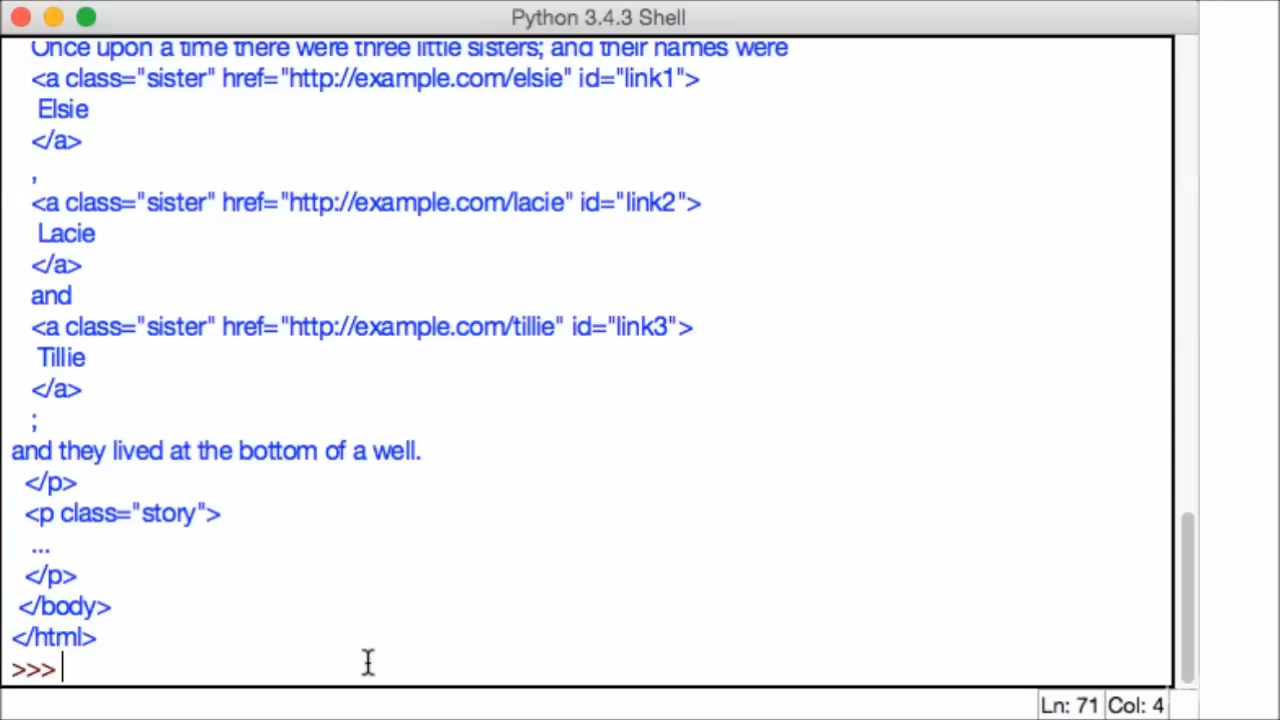 Python 3.4.3 Shell
Once upon a time there were three little sisters; and their names were
<a class="sister" href="http://example.com/elsie" id="link1">
Elsie
</a>
,
<a class="sister" href="http://example.com/lacie" id="link2">
Lacie
</a>
and
<a class="sister" href="http://example.com/tillie" id="link3">
Tillie
</a>
;
and they lived at the bottom of a well.
</p>
<p class="story">
...
</p>
</body>
</html>
>>>
Ln: 71 Col: 4